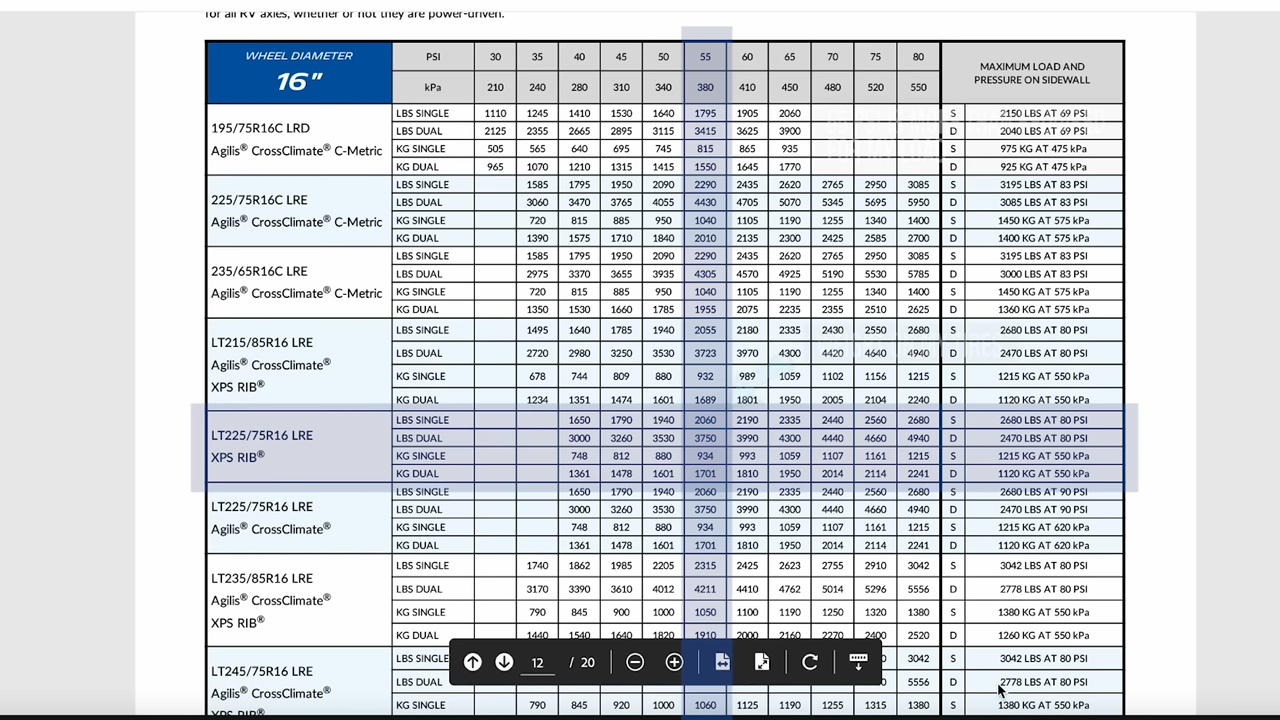 for all RV axles, whether or not they are power-driven.
WHEEL DIAMETER
16"
PSI 30 35 40 45 50 55 60 65 70 75 80
kPa 210 240 280 310 340 380 410 450 480 520 550
MAXIMUM LOAD AND
PRESSURE ON SIDEWALL
195/75R16C LRD
Agilis® CrossClimate® C-Metric
LBS SINGLE 1110 1245 1410 1530 1640 1795 1905 2060 S 2150 LBS AT 69 PSI
LBS DUAL 2125 2355 2665 2895 3115 3415 3625 3900 D 2040 LBS AT 69 PSI
KG SINGLE 505 565 640 695 745 815 865 935 S 975 KG AT 475 kPa
KG DUAL 965 1070 1210 1315 1415 1550 1645 1770 D 925 KG AT 475 kPa
225/75R16C LRE
Agilis® CrossClimate® C-Metric
LBS SINGLE 1585 1795 1950 2090 2290 2435 2620 2765 2950 3085 S 3195 LBS AT 83 PSI
LBS DUAL 3060 3470 3765 4055 4430 4705 5070 5345 5695 5950 D 3085 LBS AT 83 PSI
KG SINGLE 720 815 885 950 1040 1105 1190 1255 1340 1400 S 1450 KG AT 575 kPa
KG DUAL 1390 1575 1710 1840 2010 2135 2300 2425 2585 2700 D 1400 KG AT 575 kPa
235/65R16C LRE
Agilis® CrossClimate® C-Metric
LBS SINGLE 1585 1795 1950 2090 2290 2435 2620 2765 2950 3085 S 3195 LBS AT 83 PSI
LBS DUAL 2975 3370 3655 3935 4305 4570 4925 5190 5530 5785 D 3000 LBS AT 83 PSI
KG SINGLE 720 815 885 950 1040 1105 1190 1255 1340 1400 S 1450 KG AT 575 kPa
KG DUAL 1350 1530 1660 1785 1955 2075 2235 2355 2510 2625 D 1360 KG AT 575 kPa
LT215/85R16 LRE
Agilis® CrossClimate®
XPS RIB®
LBS SINGLE 1495 1640 1785 1940 2055 2180 2335 2430 2550 2680 S 2680 LBS AT 80 PSI
LBS DUAL 2720 2980 3250 3530 3723 3970 4300 4420 4640 4940 D 2470 LBS AT 80 PSI
KG SINGLE 678 744 809 880 932 989 1059 1102 1156 1215 S 1215 KG AT 550 kPa
KG DUAL 1234 1351 1474 1601 1689 1801 1950 2005 2104 2240 D 1120 KG AT 550 kPa
LT225/75R16 LRE
XPS RIB®
LBS SINGLE 1650 1790 1940 2060 2190 2335 2440 2560 2680 S 2680 LBS AT 80 PSI
LBS DUAL 3000 3260 3530 3750 3990 4300 4440 4660 4940 D 2470 LBS AT 80 PSI
KG SINGLE 748 812 880 934 993 1059 1107 1161 1215 S 1215 KG AT 550 kPa
KG DUAL 1361 1478 1601 1701 1810 1950 2014 2114 2241 D 1120 KG AT 550 kPa
LT225/75R16 LRE
Agilis® CrossClimate®
LBS SINGLE 1650 1790 1940 2060 2190 2335 2440 2560 2680 S 2680 LBS AT 90 PSI
LBS DUAL 3000 3260 3530 3750 3990 4300 4440 4660 4940 D 2470 LBS AT 90 PSI
KG SINGLE 748 812 880 934 993 1059 1107 1161 1215 S 1215 KG AT 620 kPa
KG DUAL 1361 1478 1601 1701 1810 1950 2014 2114 2241 D 1120 KG AT 620 kPa
LT235/85R16 LRE
Agilis® CrossClimate®
XPS RIB®
LBS SINGLE 1740 1862 1985 2205 2315 2425 2623 2755 2910 3042 S 3042 LBS AT 80 PSI
LBS DUAL 3170 3390 3610 4012 4211 4410 4762 5014 5296 5556 D 2778 LBS AT 80 PSI
KG SINGLE 790 845 900 1000 1050 1100 1190 1250 1320 1380 S 1380 KG AT 550 kPa
KG DUAL 1440 1540 1640 1820 1910 2000 2160 2270 2400 2520 D 1260 KG AT 550 kPa
LT245/75R16 LRE
Agilis® CrossClimate®
XPS RIB®
LBS SINGLE 3042 S 3042 LBS AT 80 PSI
LBS DUAL 0 5556 D 2778 LBS AT 80 PSI
KG SINGLE 790 845 920 1000 1060 1125 1190 1255 1315 1380 S 1380 KG AT 550 kPa
12 / 20